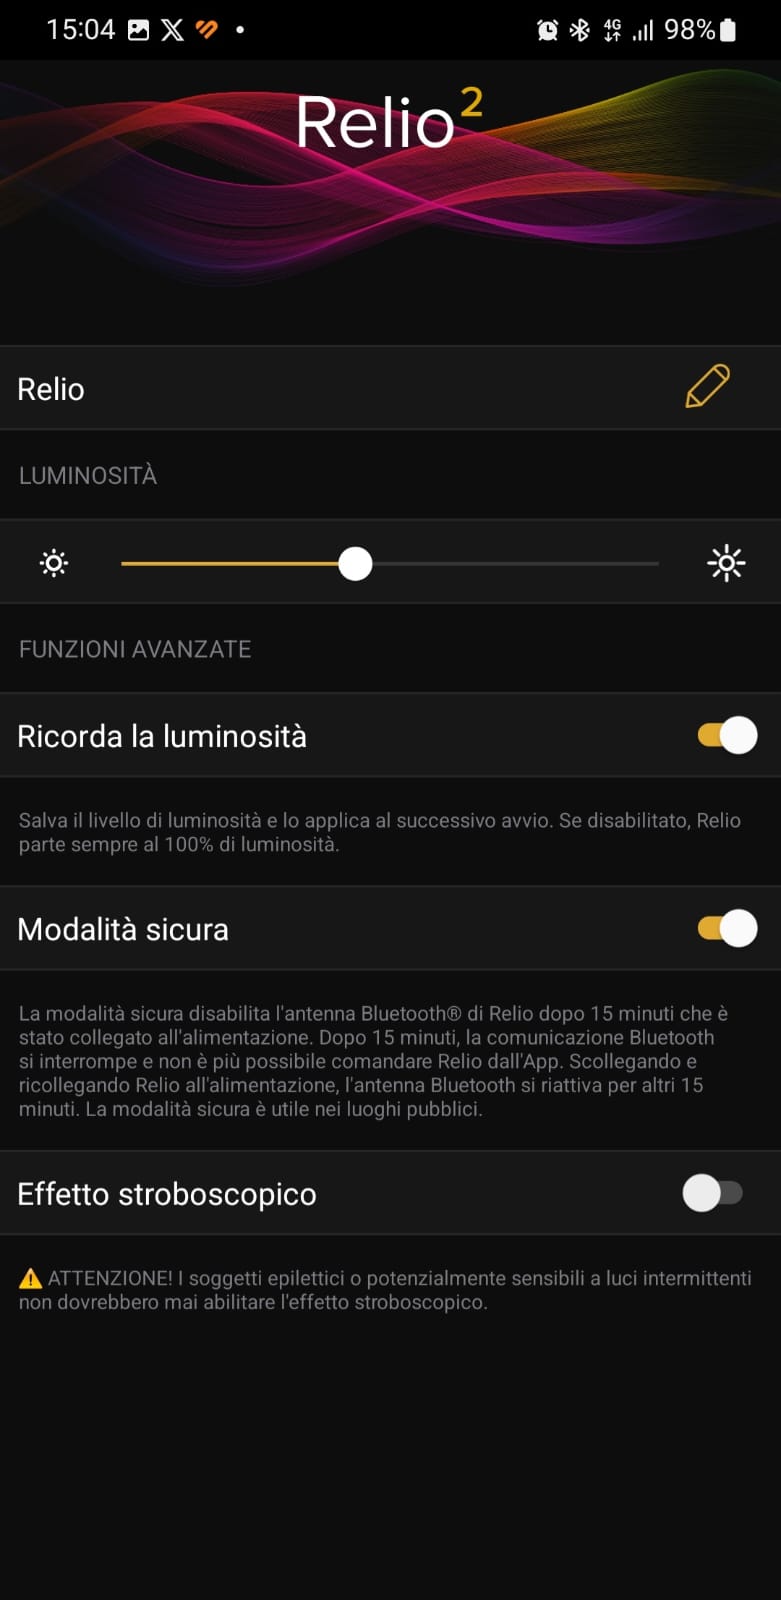 15:04 4G 98%
Relio²
Relio
LUMINOSITÀ
FUNZIONI AVANZATE
Ricorda la luminosità
Salva il livello di luminosità e lo applica al successivo avvio. Se disabilitato, Relio
parte sempre al 100% di luminosità.
Modalità sicura
La modalità sicura disabilita l'antenna Bluetooth® di Relio dopo 15 minuti che è
stato collegato all'alimentazione. Dopo 15 minuti, la comunicazione Bluetooth
si interrompe e non è più possibile comandare Relio dall'App. Scollegando e
ricollegando Relio all'alimentazione, l'antenna Bluetooth si riattiva per altri 15
minuti. La modalità sicura è utile nei luoghi pubblici.
Effetto stroboscopico
⚠️ ATTENZIONE! I soggetti epilettici o potenzialmente sensibili a luci intermittenti
non dovrebbero mai abilitare l'effetto stroboscopico.